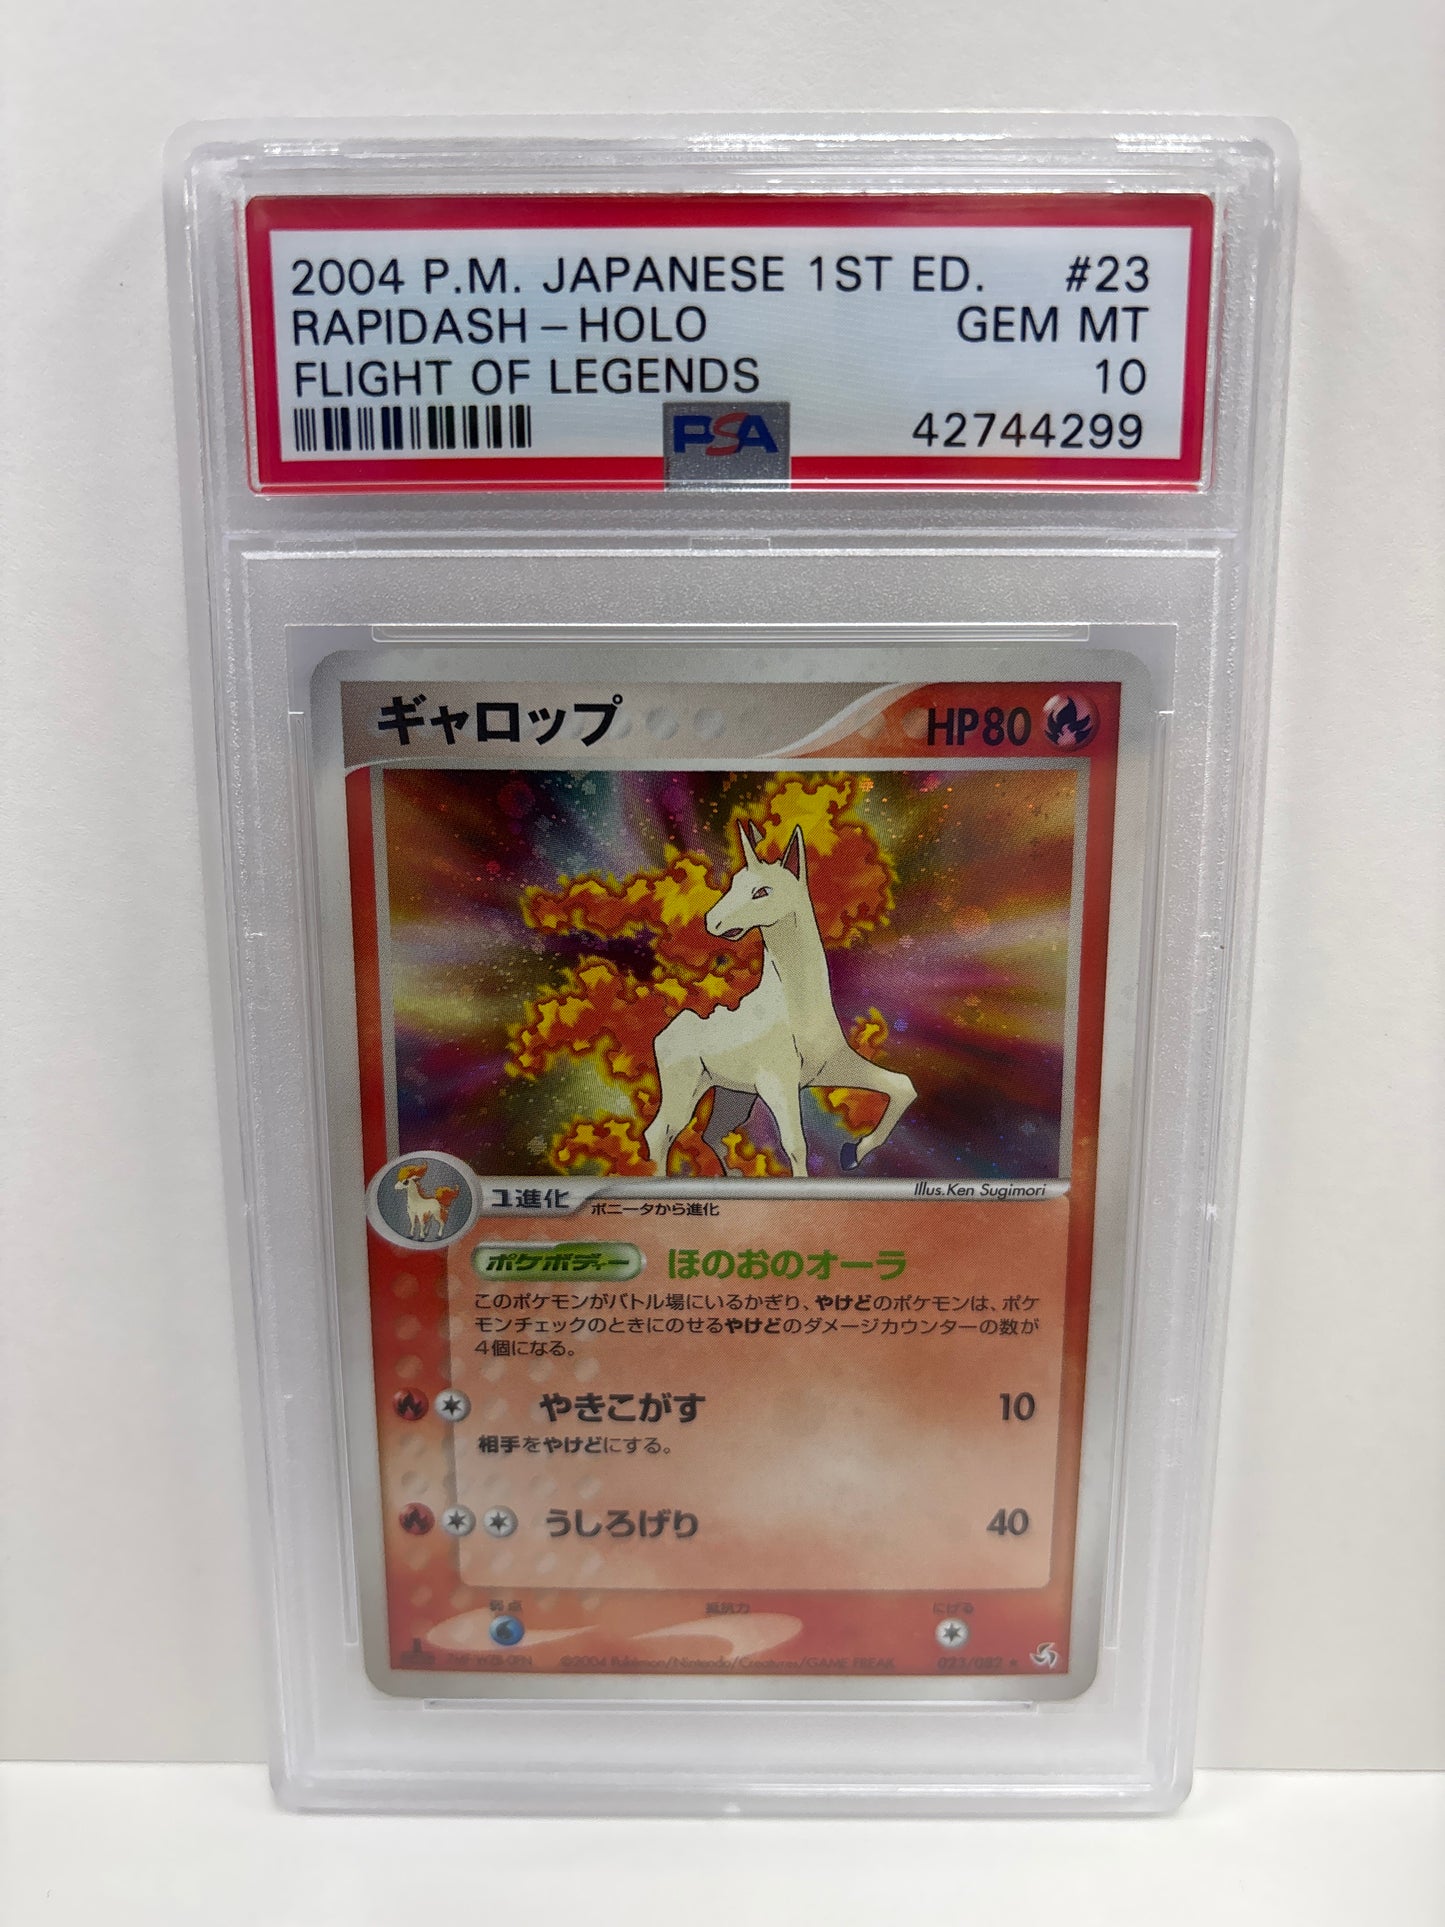 2004 P.M. JAPANESE 1ST ED. #23
RAPIDASH - HOLO GEM MT
FLIGHT OF LEGENDS 10
PSA 42744299
ギャロップ HP80
Illus.Ken Sugimori
1進化 ポニータから進化
ポケボディー ほのおのオーラ
このポケモンがバトル場にいるかぎり、やけどのポケモンは、ポケ
モンチェックのときにのせるやけどのダメージカウンターの数が
4個になる。
やきこがす 10
相手をやけどにする。
うしろげり 40
弱点 抵抗力 にげる
©2004 Pokémon/Nintendo/Creatures/GAME FREAK 023/082 ★